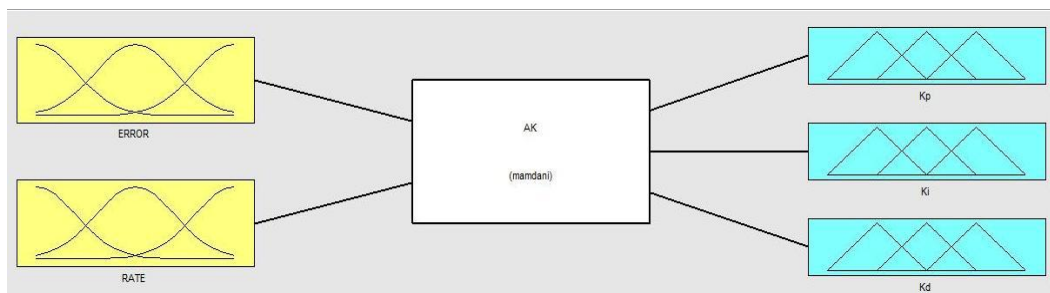 ERROR
RATE
AK
(mamdani)
Kp
Ki
Kd